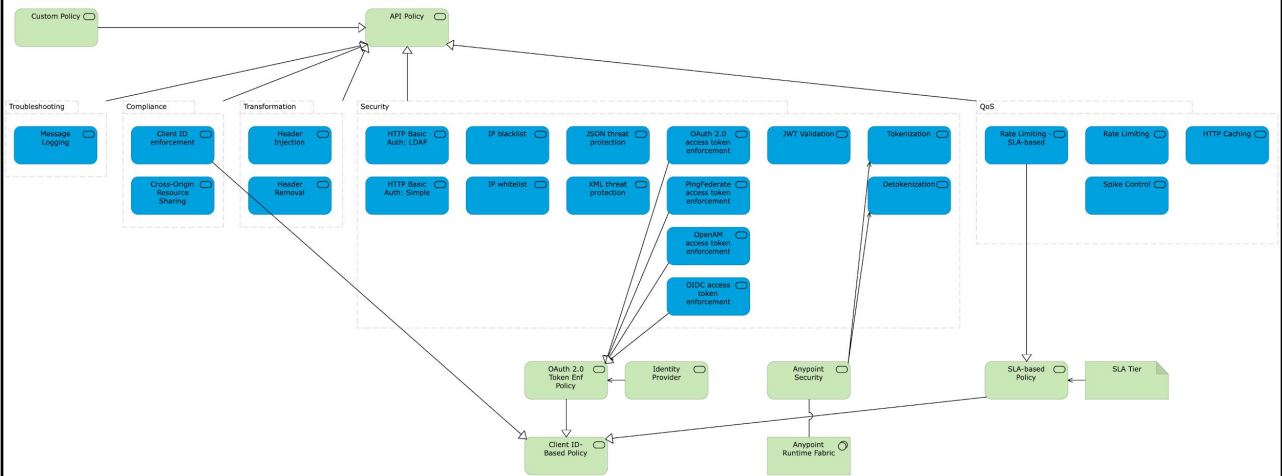 Custom Policy
API Policy
Troubleshooting
Compliance
Transformation
Security
QoS
Message
Logging
Client ID
enforcement
Header
Injection
HTTP Basic
Auth: LDAP
IP blacklist
JSON threat
protection
OAuth 2.0
access token
enforcement
JWT Validation
Tokenization
Rate Limiting -
SLA-based
Rate Limiting
HTTP Caching
Cross-Origin
Resource
Sharing
Header
Removal
HTTP Basic
Auth: Simple
IP whitelist
XML threat
protection
PingFederate
access token
enforcement
Detokenization
Spike Control
OpenAM
access token
enforcement
OIDC access
token
enforcement
OAuth 2.0
Token Enf
Policy
Identity
Provider
Anypoint
Security
SLA-based
Policy
SLA Tier
Client ID-
Based Policy
Anypoint
Runtime Fabric